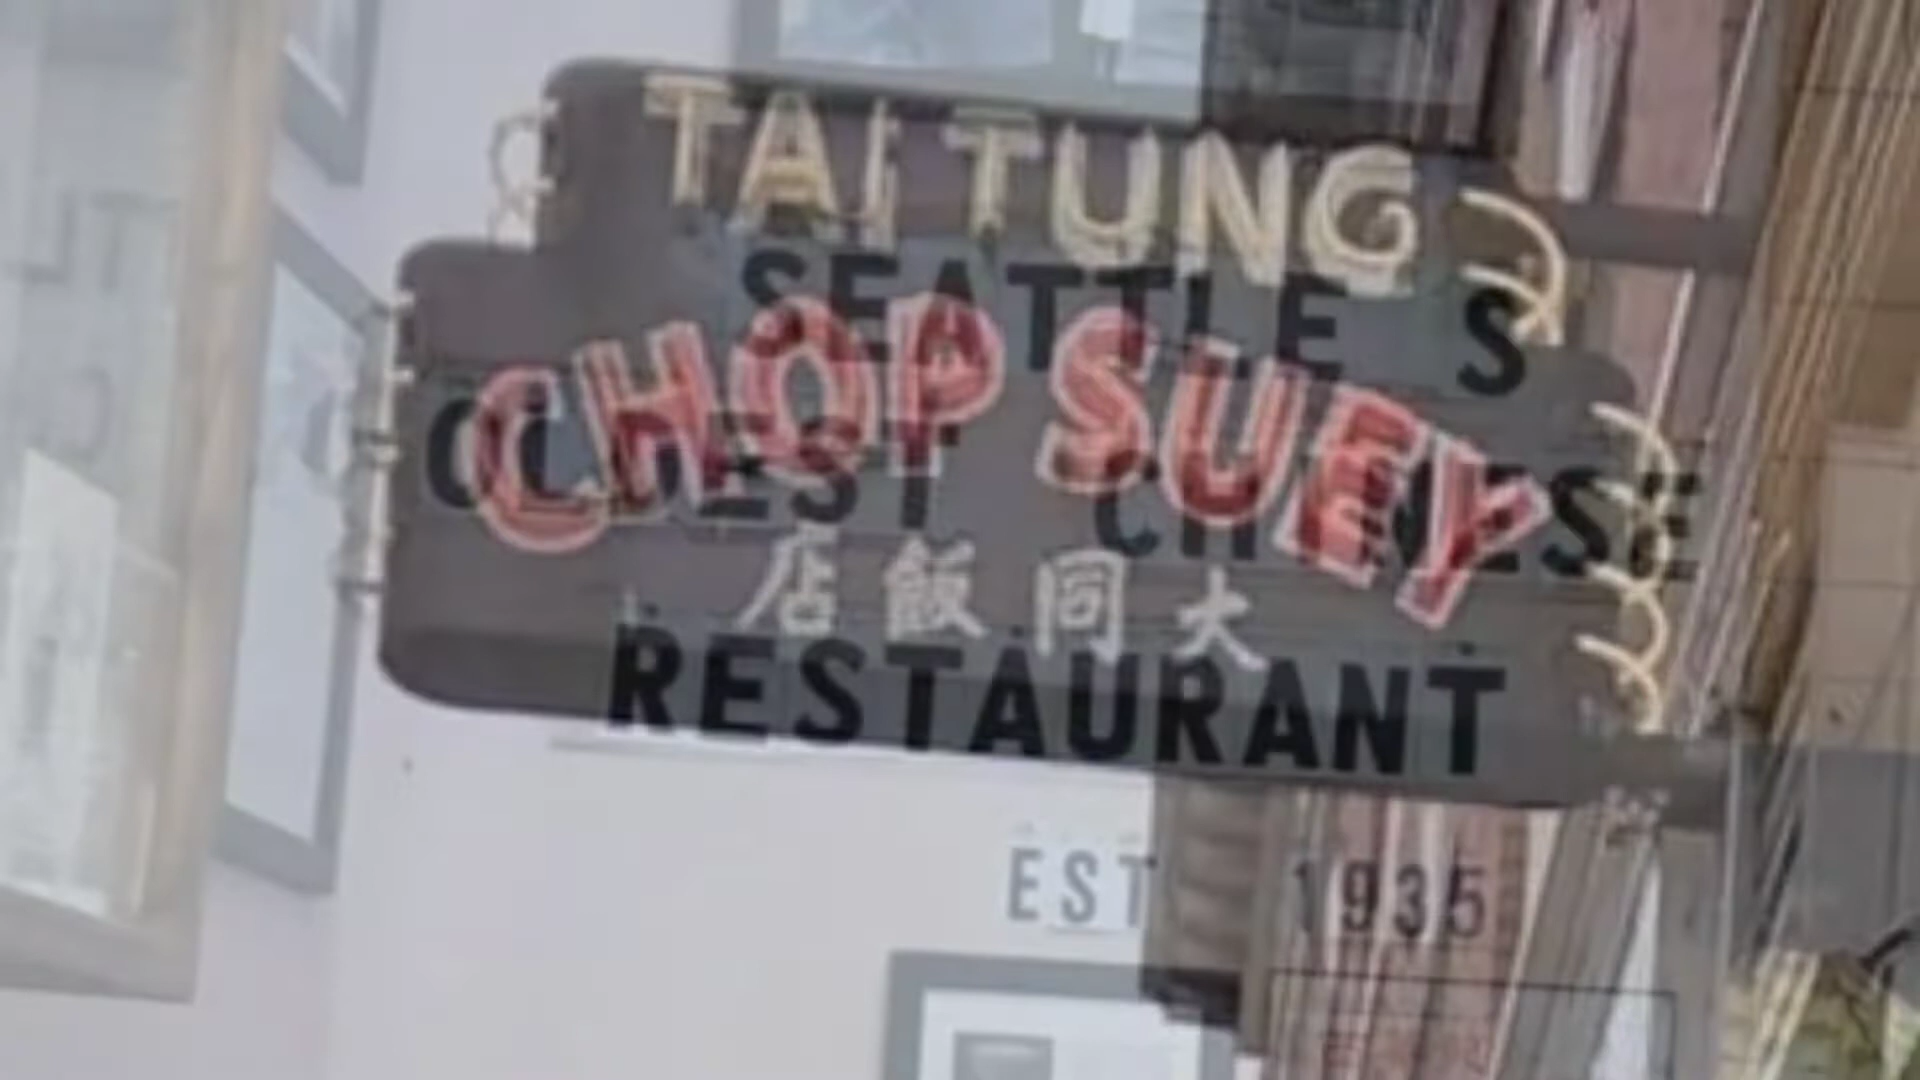 TAI TUNG
SEATTLE S
CHOP SUEY
OLDEST CHINESE
店飯同大
RESTAURANT
EST 1935